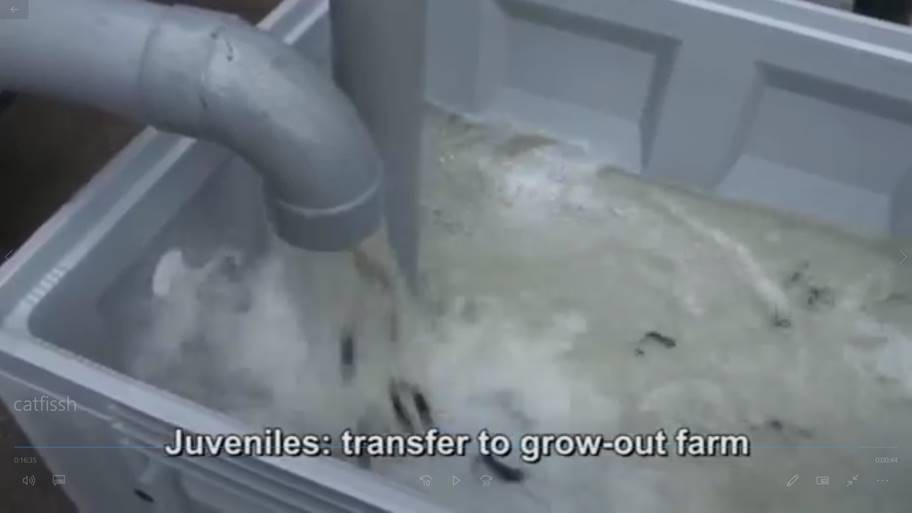 catfissh
Juveniles: transfer to grow-out farm
0:16:35
0:00:44